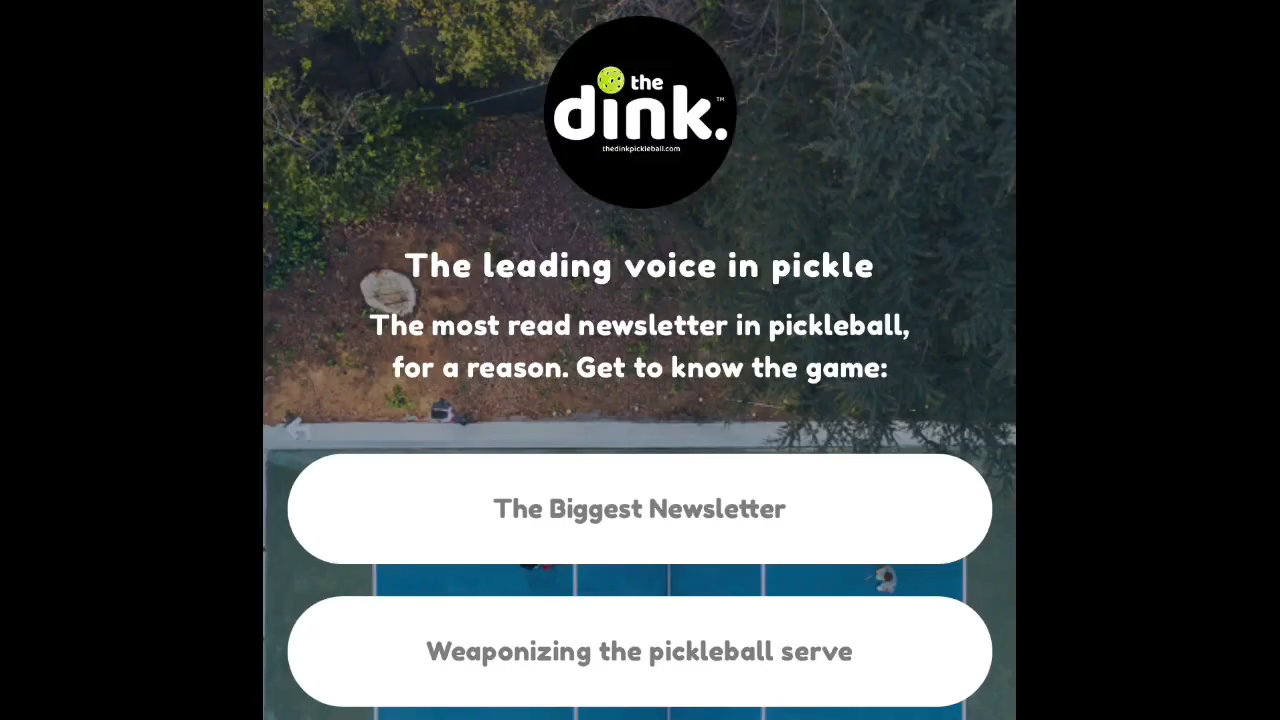 the
dink.™
thedinkpickleball.com
The leading voice in pickle
The most read newsletter in pickleball,
for a reason. Get to know the game:
The Biggest Newsletter
Weaponizing the pickleball serve